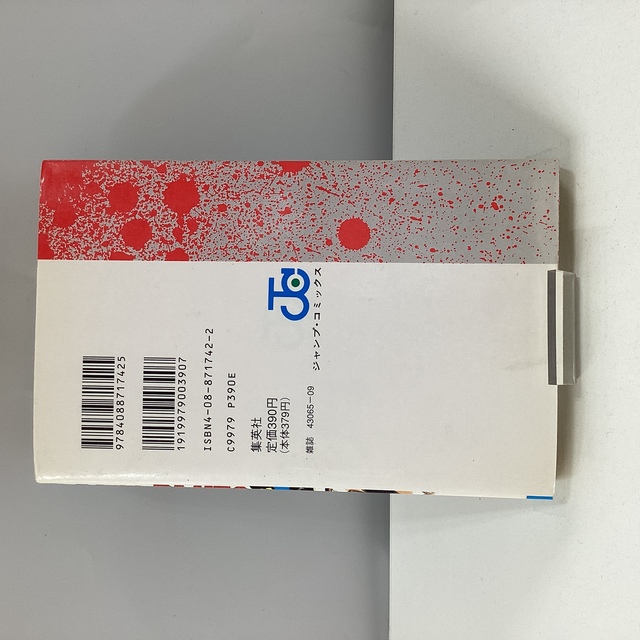 9784088717425
1919979003907
ISBN4-08-871742-2
C9979 P390E
集英社
定価390円
(本体379円)
雑誌 43065-09
JC
ジャンプ・コミックス